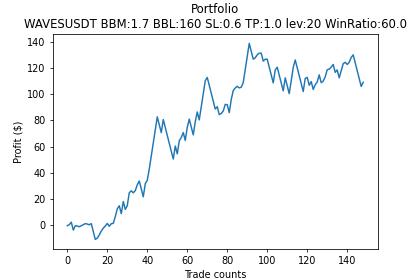 Portfolio
WAVESUSDT BBM:1.7 BBL:160 SL:0.6 TP:1.0 lev:20 WinRatio:60.0
140
120
100
80
60
40
20
0
Profit ($)
0 20 40 60 80 100 120 140
Trade counts